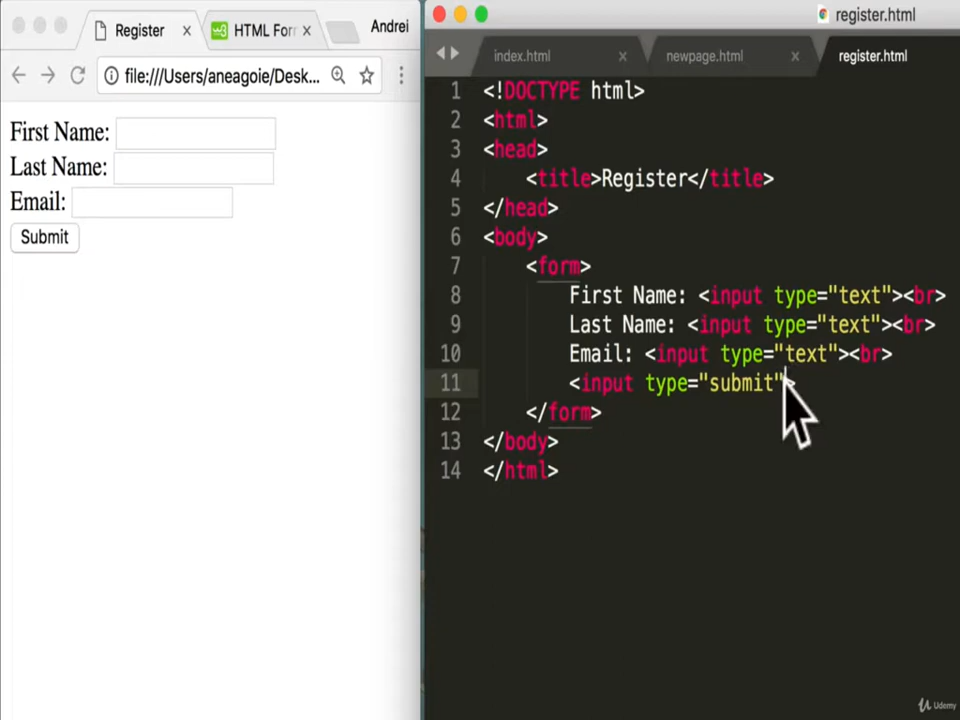 Register
HTML For
Andrei
file:///Users/aneagoie/Desk...
First Name:
Last Name:
Email:
Submit
register.html
index.html
newpage.html
register.html
1 <!DOCTYPE html>
2 <html>
3 <head>
4 <title>Register</title>
5 </head>
6 <body>
7 <form>
8 First Name: <input type="text"><br>
9 Last Name: <input type="text"><br>
10 Email: <input type="text"><br>
11 <input type="submit">
12 </form>
13 </body>
14 </html>
Udemy